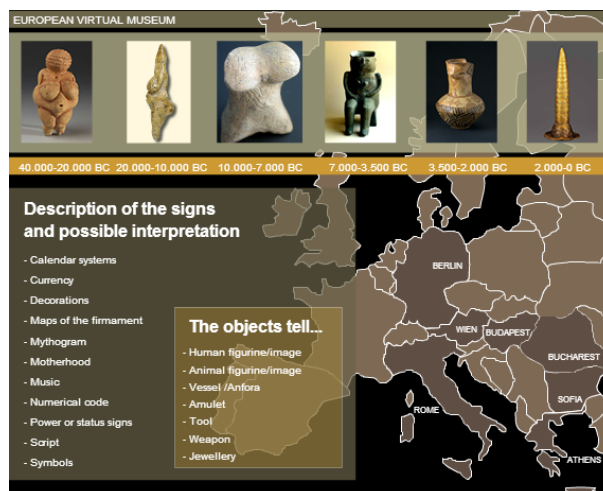 EUROPEAN VIRTUAL MUSEUM
40.000-20.000 BC 20.000-10.000 BC 10.000-7.000 BC 7.000-3.500 BC 3.500-2.000 BC 2.000-0 BC
Description of the signs
and possible interpretation
- Calendar systems
- Currency
- Decorations
- Maps of the firmament
- Mythogram
- Motherhood
- Music
- Numerical code
- Power or status signs
- Script
- Symbols
The objects tell...
- Human figurine/image
- Animal figurine/image
- Vessel /Anfora
- Amulet
- Tool
- Weapon
- Jewellery
BERLIN
WIEN
BUDAPEST
BUCHAREST
SOFIA
ROME
ATHENS